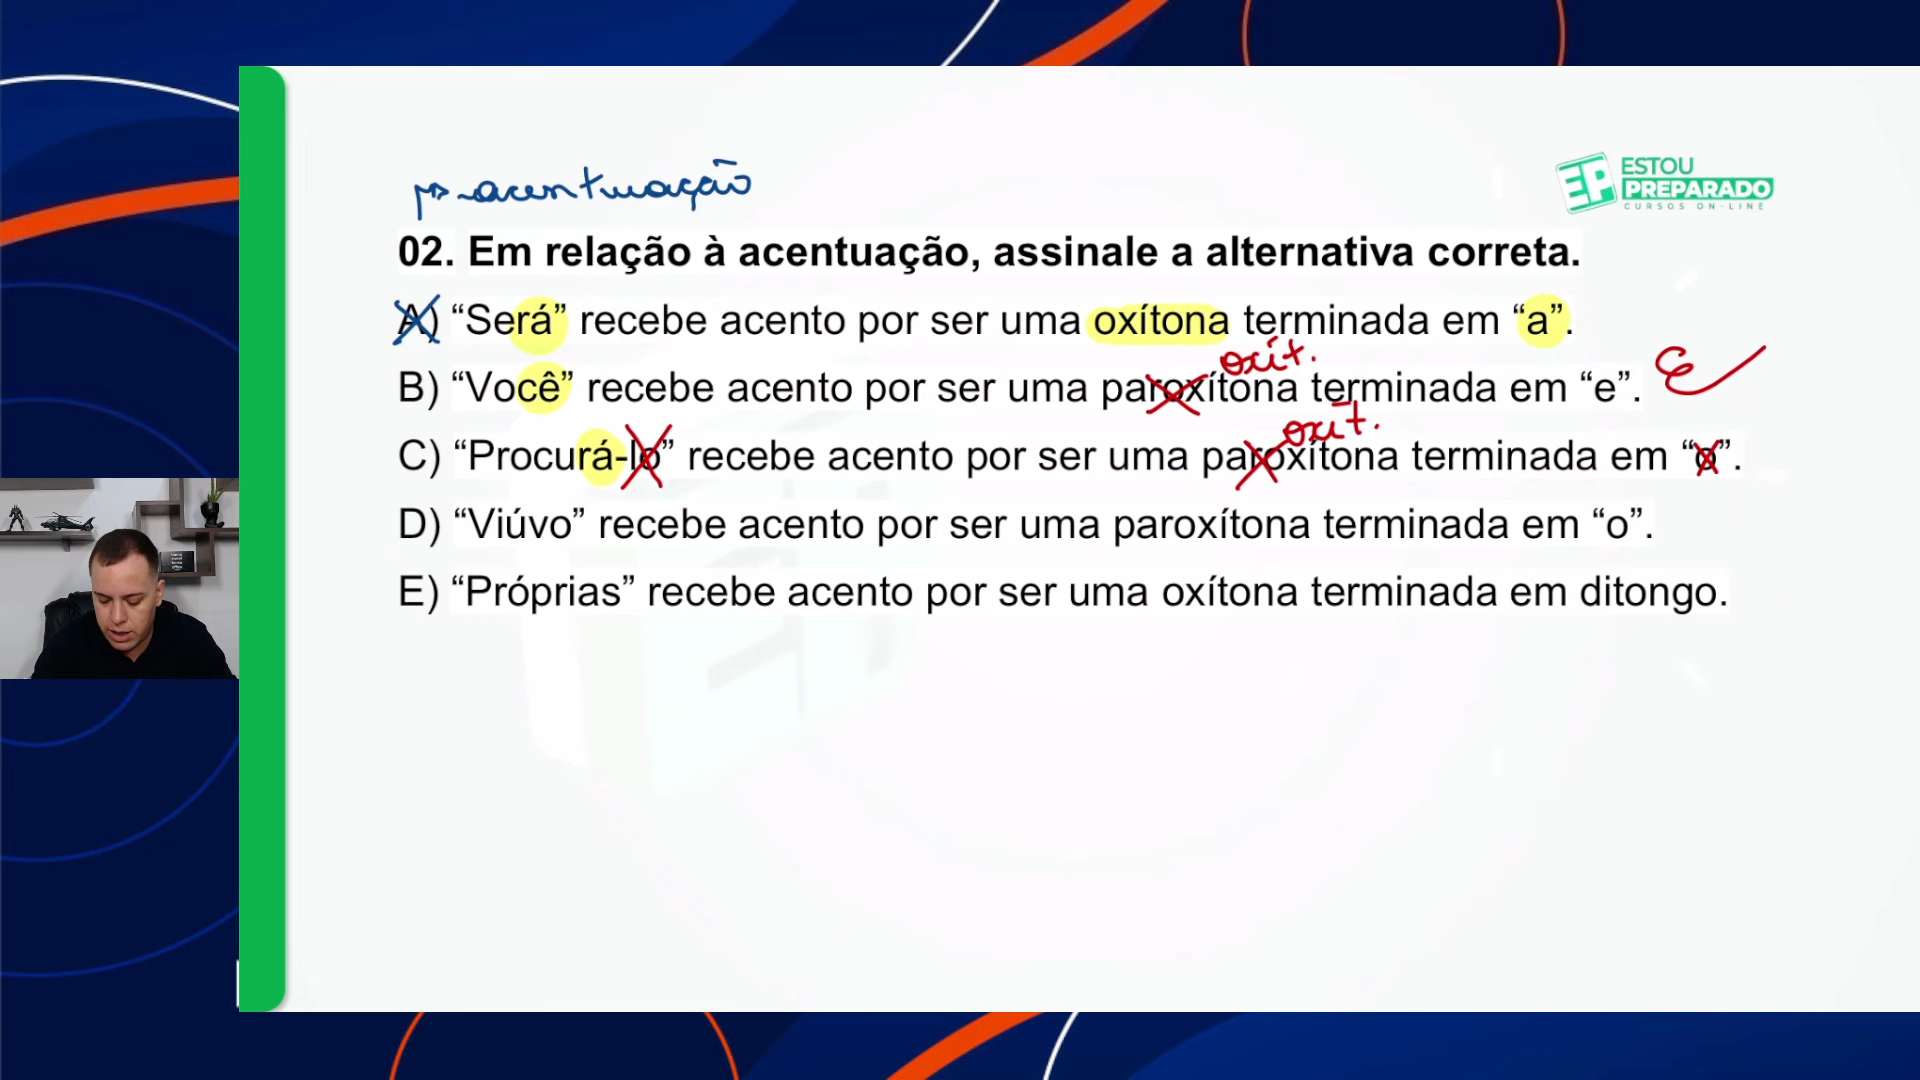 acentuação
ESTOU
EP PREPARADO
CURSOS ON-LINE
02. Em relação à acentuação, assinale a alternativa correta.
A) “Será” recebe acento por ser uma oxítona terminada em “a”.
oxít.
B) “Você” recebe acento por ser uma paroxítona terminada em “e”.
oxít.
C) “Procurá-lo” recebe acento por ser uma paroxítona terminada em “o”.
D) “Viúvo” recebe acento por ser uma paroxítona terminada em “o”.
E) “Próprias” recebe acento por ser uma oxítona terminada em ditongo.